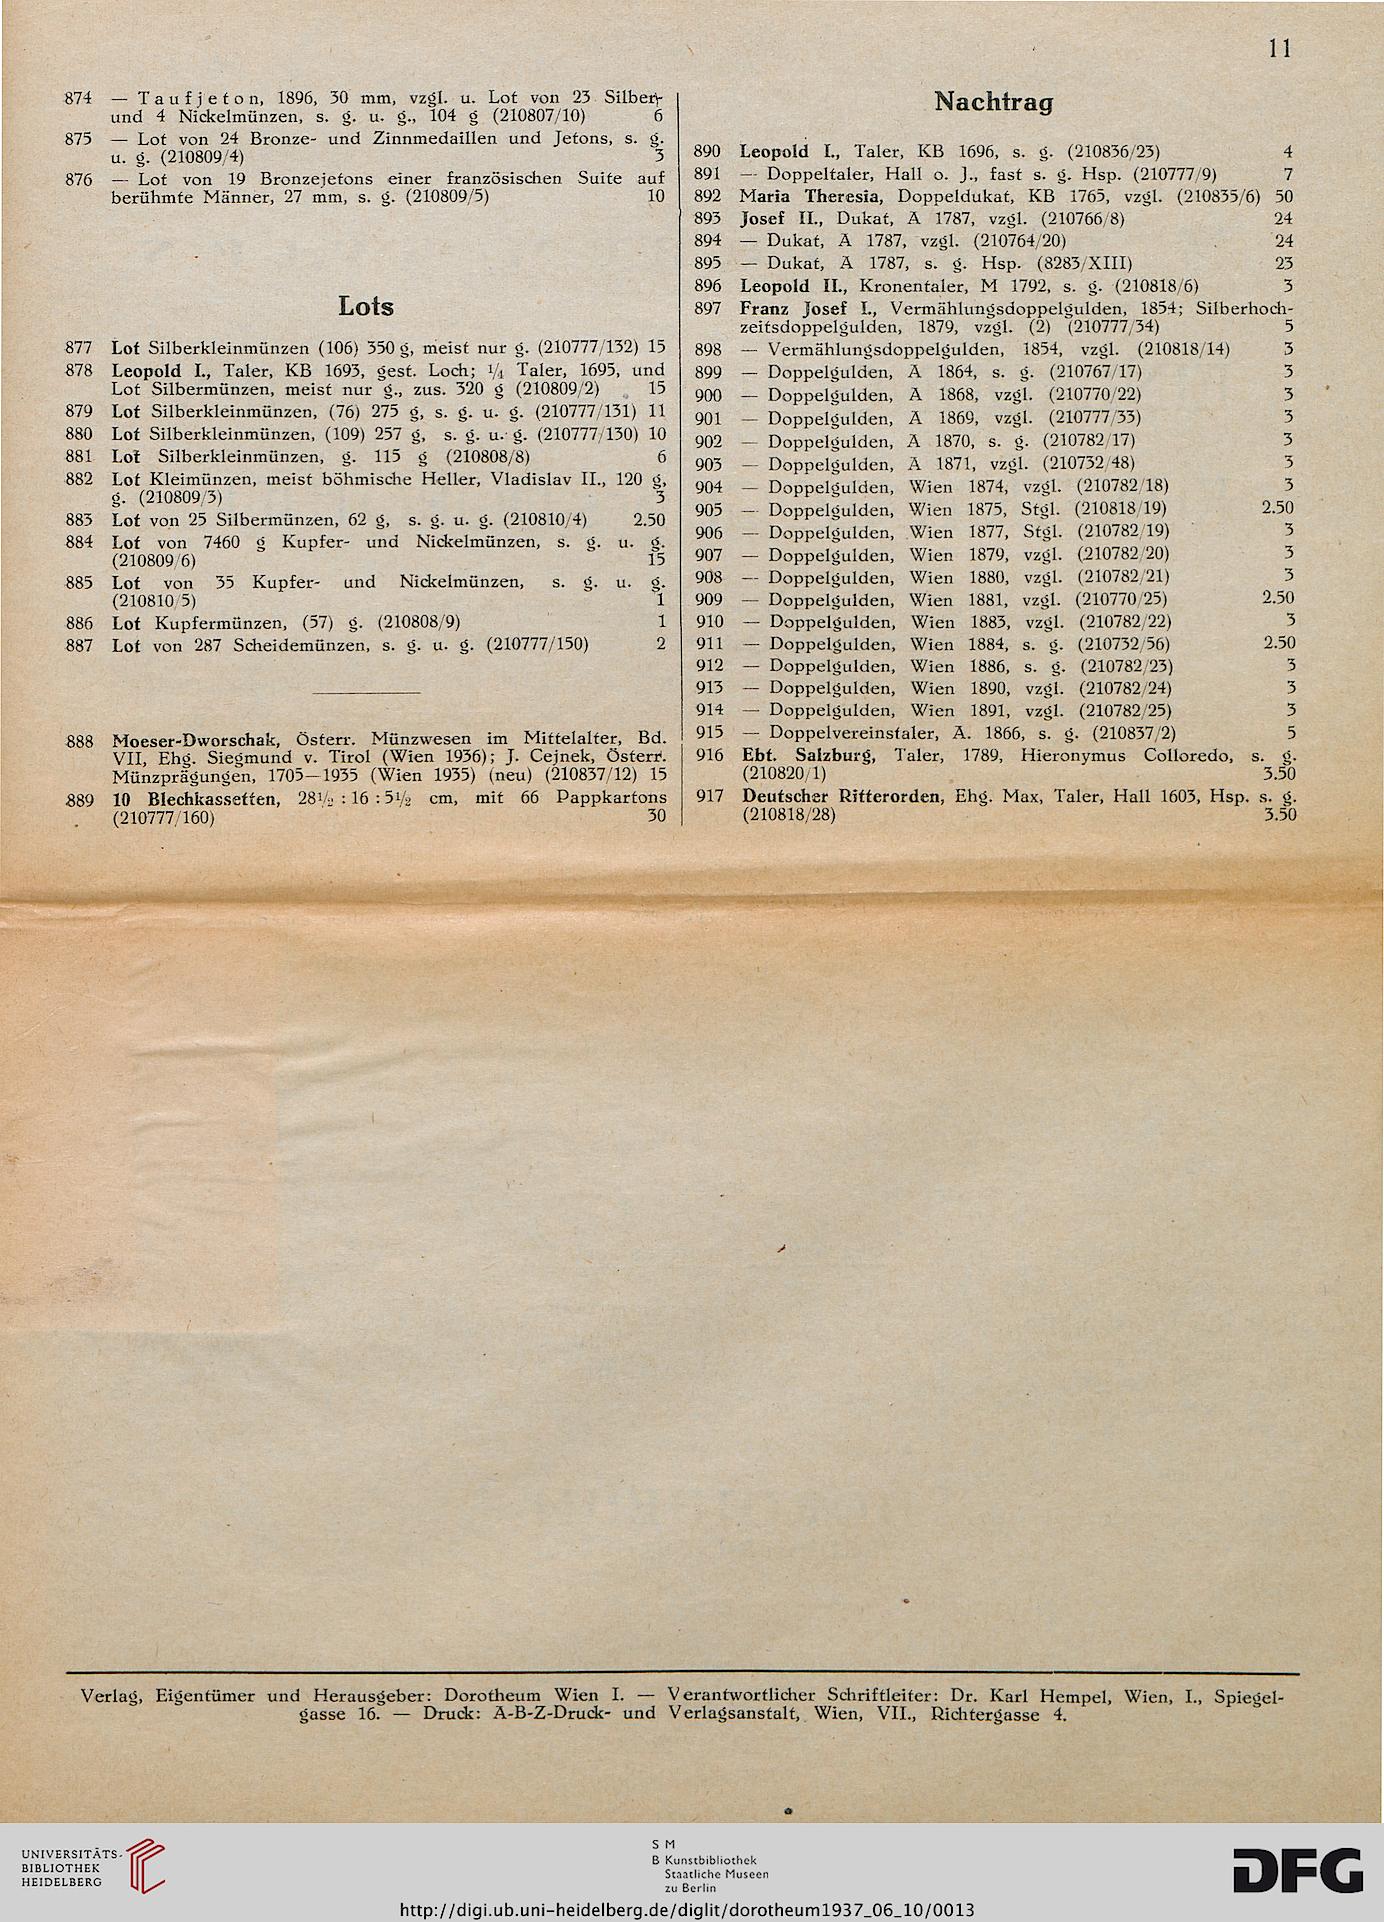 11
874 — Taufjeton, 1896, 30 mm, vzgl. u. Lot von 23 Silber-
und 4 Nickelmünzen, s. g. u. g., 104 g (210807/10) 6
875 — Lot von 24 Bronze- und Zinnmedaillen und Jetons, s. g.
u. g. (210809/4) 3
876 — Lot von 19 Bronzejetons einer französischen Suite auf
berühmte Männer, 27 mm, s. g. (210809/5) 10
Lots
877 Lot Silberkleinmünzen (106) 350 g, meist nur g. (210777/132) 15
878 Leopold I., Taler, KB 1693, gest. Loch; 1/4 Taler, 1695, und
Lot Silbermünzen, meist nur g., zus. 320 g (210809/2) 15
879 Lot Silberkleinmünzen, (76) 275 g, s. g. u. g. (210777/131) 11
880 Lot Silberkleinmünzen, (109) 257 g, s. g. u. g. (210777/130) 10
881 Lot Silberkleinmünzen, g. 115 g (210808/8) 6
882 Lot Kleimünzen, meist böhmische Heller, Vladislav II., 120 g,
g. (210809/3) 3
883 Lot von 25 Silbermünzen, 62 g, s. g. u. g. (210810/4) 2.50
884 Lot von 7460 g Kupfer- und Nickelmünzen, s. g. u. g.
(210809/6) 15
885 Lot von 35 Kupfer- und Nickelmünzen, s. g. u. g.
(210810/5) 1
886 Lot Kupfermünzen, (57) g. (210808/9) 1
887 Lot von 287 Scheidemünzen, s. g. u. g. (210777/150) 2
888 Moeser-Dworschak, Österr. Münzwesen im Mittelalter, Bd.
VII, Ehg. Siegmund v. Tirol (Wien 1936); J. Cejnek, Österr.
Münzprägungen, 1705—1935 (Wien 1935) (neu) (210837/12) 15
889 10 Blechkassetten, 28 1/2 : 16 : 5 1/2 cm, mit 66 Pappkartons
(210777/160) 30
Nachtrag
890 Leopold I., Taler, KB 1696, s. g. (210836/23) 4
891 — Doppeltaler, Hall o. J., fast s. g. Hsp. (210777/9) 7
892 Maria Theresia, Doppeldukat, KB 1765, vzgl. (210835/6) 50
893 Josef II., Dukat, A 1787, vzgl. (210766/8) 24
894 — Dukat, A 1787, vzgl. (210764/20) 24
895 — Dukat, A 1787, s. g. Hsp. (8283/XIII) 23
896 Leopold II., Kronentaler, M 1792, s. g. (210818/6) 3
897 Franz Josef I., Vermählungsdoppelgulden, 1854; Silberhoch-
zeitsdoppelgulden, 1879, vzgl. (2) (210777/34) 5
898 — Vermählungsdoppelgulden, 1854, vzgl. (210818/14) 3
899 — Doppelgulden, A 1864, s. g. (210767/17) 3
900 — Doppelgulden, A 1868, vzgl. (210770/22) 3
901 — Doppelgulden, A 1869, vzgl. (210777/33) 3
902 — Doppelgulden, A 1870, s. g. (210782/17) 3
903 — Doppelgulden, A 1871, vzgl. (210732/48) 3
904 — Doppelgulden, Wien 1874, vzgl. (210782/18) 3
905 — Doppelgulden, Wien 1875, Stgl. (210818/19) 2.50
906 — Doppelgulden, Wien 1877, Stgl. (210782/19) 3
907 — Doppelgulden, Wien 1879, vzgl. (210782/20) 3
908 — Doppelgulden, Wien 1880, vzgl. (210782/21) 3
909 — Doppelgulden, Wien 1881, vzgl. (210770/25) 2.50
910 — Doppelgulden, Wien 1883, vzgl. (210782/22) 3
911 — Doppelgulden, Wien 1884, s. g. (210732/56) 2.50
912 — Doppelgulden, Wien 1886, s. g. (210782/23) 3
913 — Doppelgulden, Wien 1890, vzgl. (210782/24) 3
914 — Doppelgulden, Wien 1891, vzgl. (210782/25) 3
915 — Doppelvereinstaler, A. 1866, s. g. (210837/2) 5
916 Ebt. Salzburg, Taler, 1789, Hieronymus Colloredo, s. g.
(210820/1) 3.50
917 Deutscher Ritterorden, Ehg. Max, Taler, Hall 1603, Hsp. s. g.
(210818/28) 3.50
Verlag, Eigentümer und Herausgeber: Dorotheum Wien I. — Verantwortlicher Schriftleiter: Dr. Karl Hempel, Wien, I., Spiegel-
gasse 16. — Druck: A-B-Z-Druck- und Verlagsanstalt, Wien, VII., Richtergasse 4.
UNIVERSITÄTS-
BIBLIOTHEK
HEIDELBERG
S M
B Kunstbibliothek
Staatliche Museen
zu Berlin
DFG
http://digi.ub.uni-heidelberg.de/diglit/dorotheum1937_06_10/0013